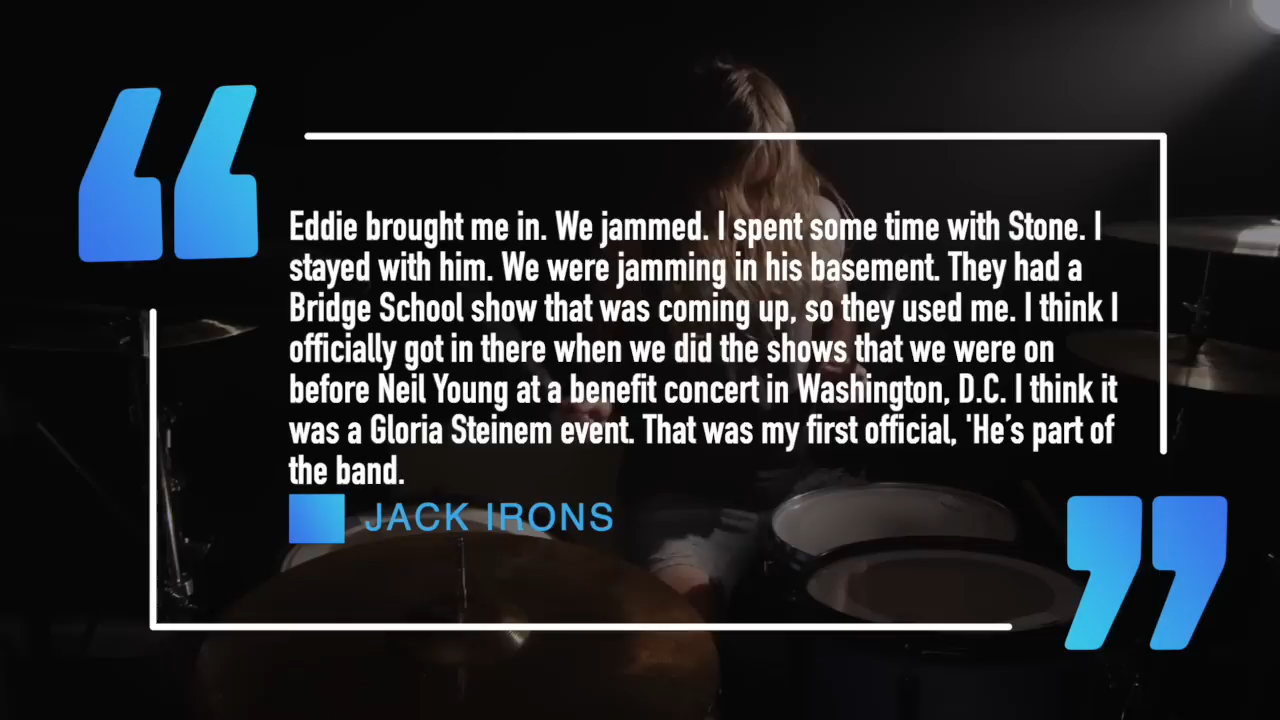 Eddie brought me in. We jammed. I spent some time with Stone. I
stayed with him. We were jamming in his basement. They had a
Bridge School show that was coming up, so they used me. I think I
officially got in there when we did the shows that we were on
before Neil Young at a benefit concert in Washington, D.C. I think it
was a Gloria Steinem event. That was my first official, 'He’s part of
the band.
JACK IRONS